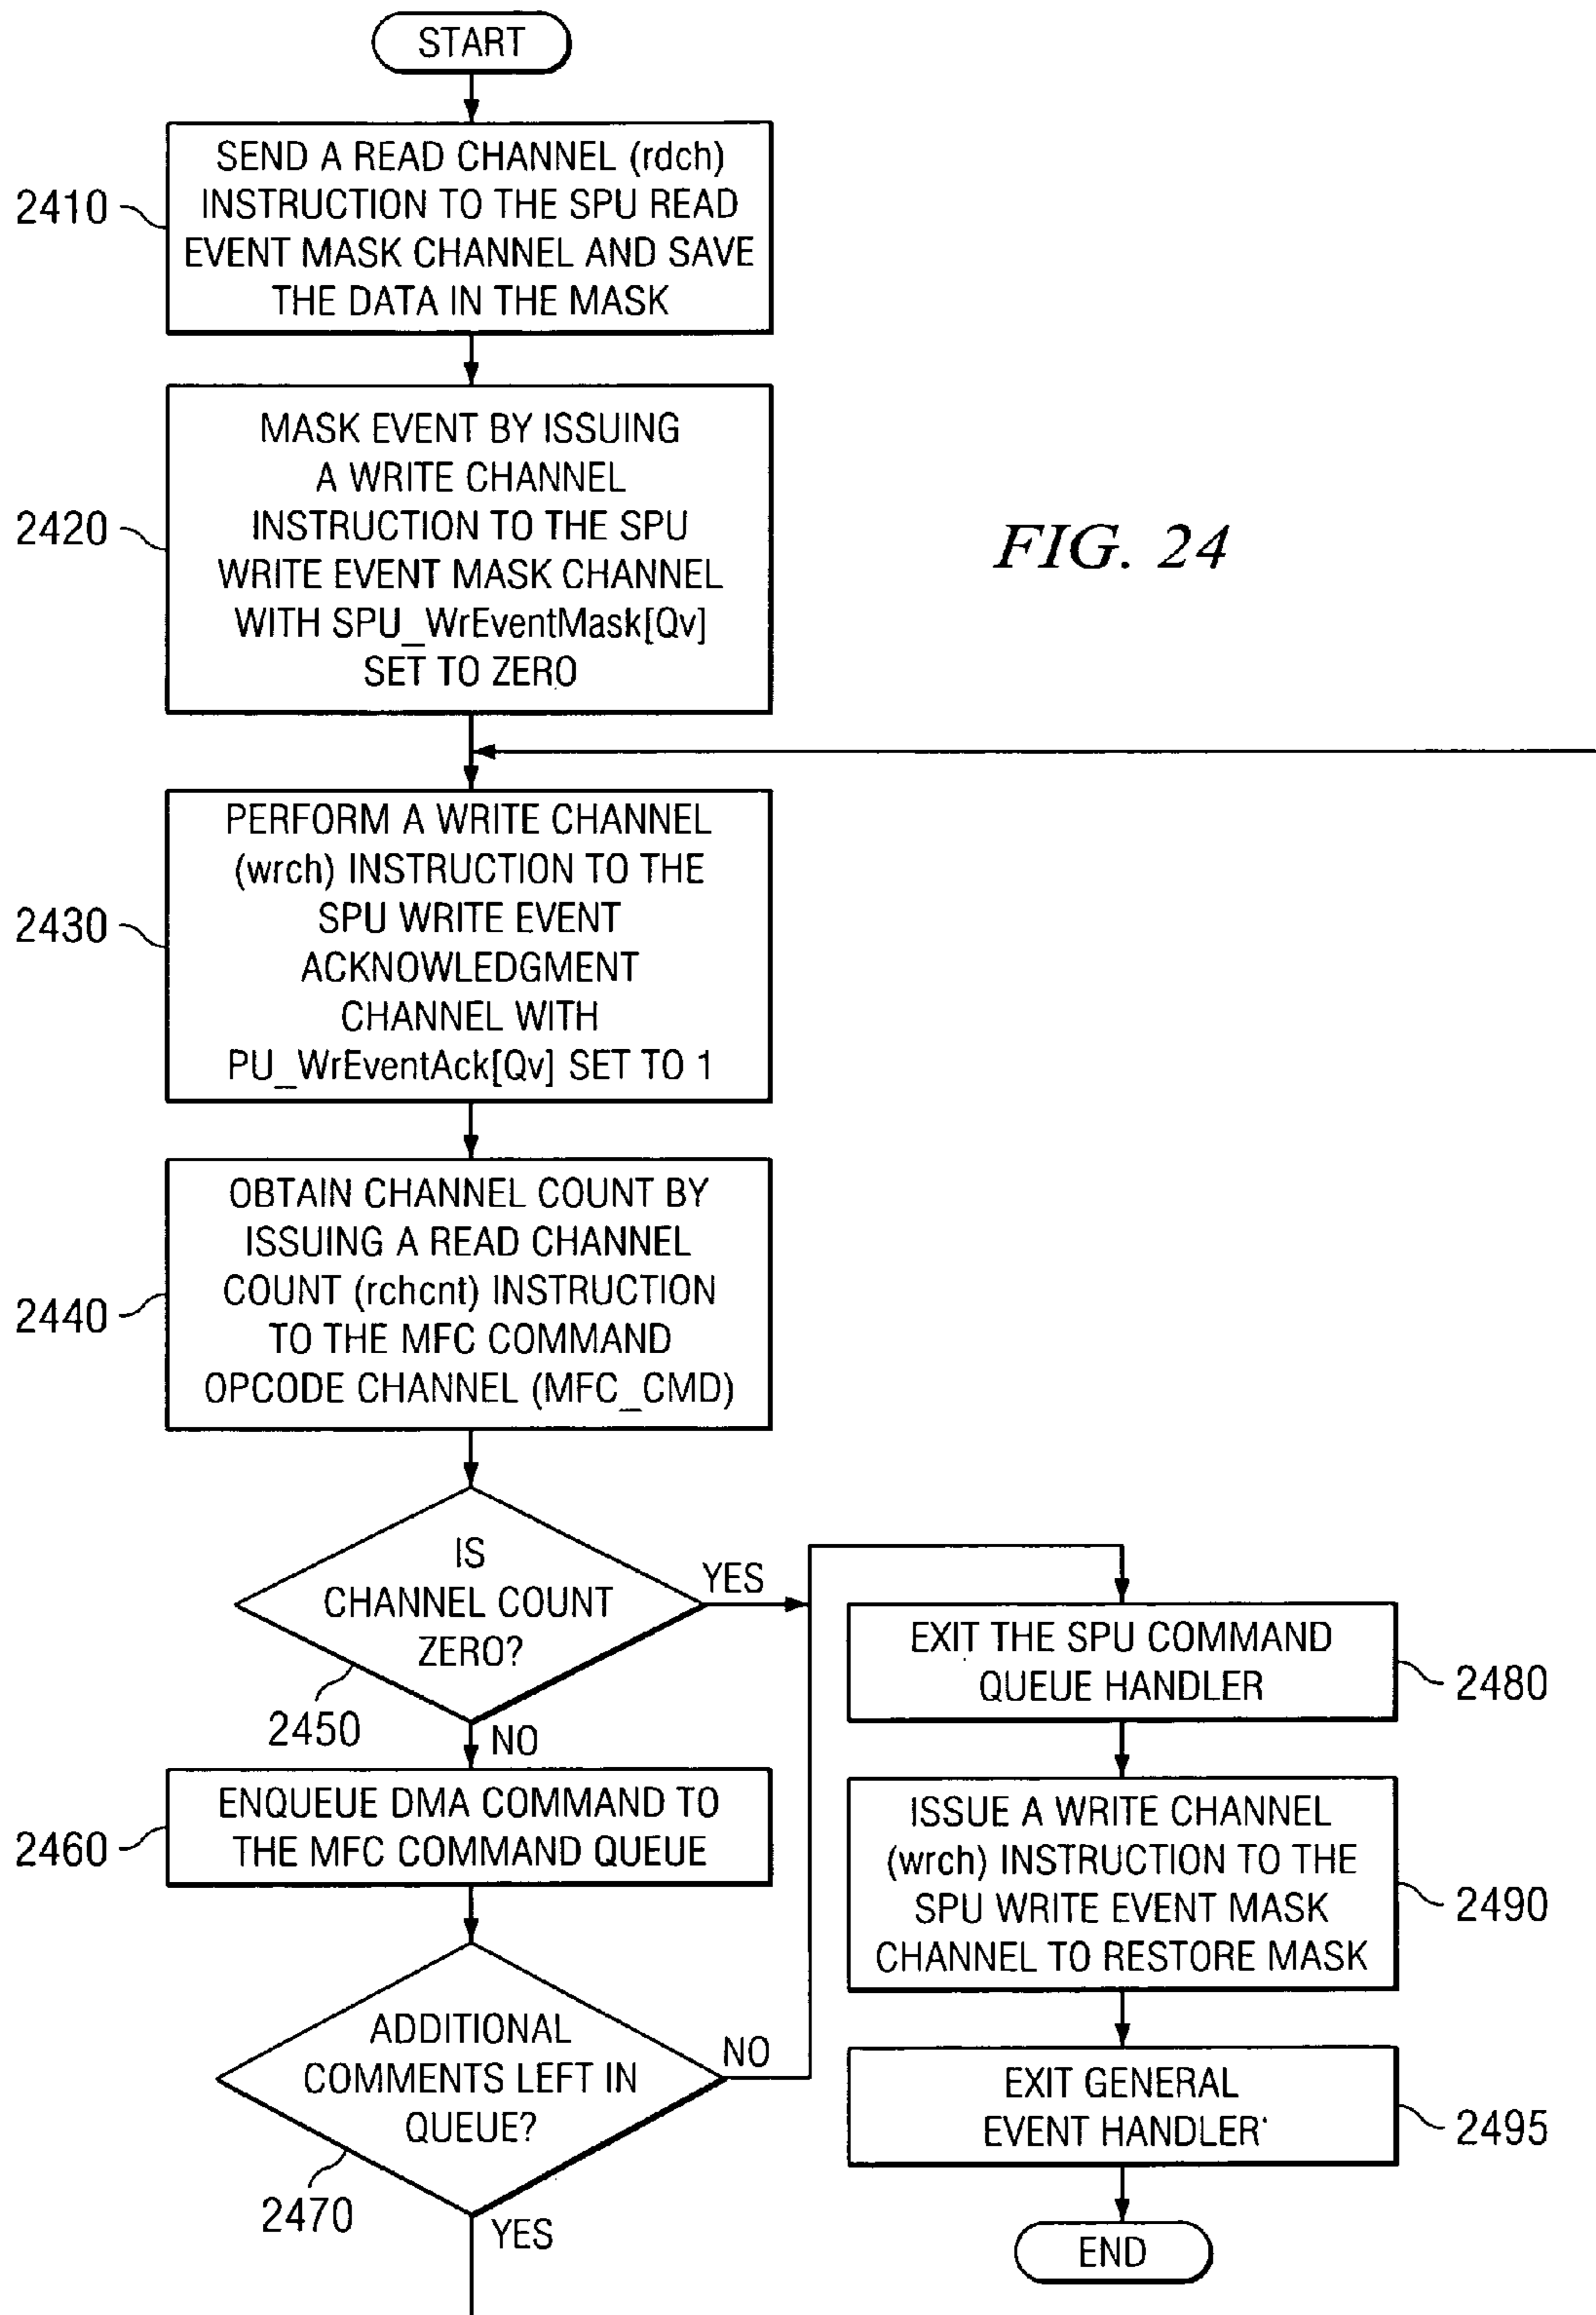 START
SEND A READ CHANNEL (rdch)
INSTRUCTION TO THE SPU READ
EVENT MASK CHANNEL AND SAVE
THE DATA IN THE MASK
2410
MASK EVENT BY ISSUING
A WRITE CHANNEL
INSTRUCTION TO THE SPU
WRITE EVENT MASK CHANNEL
WITH SPU_WrEventMask[Qv]
SET TO ZERO
2420
FIG. 24
PERFORM A WRITE CHANNEL
(wrch) INSTRUCTION TO THE
SPU WRITE EVENT
ACKNOWLEDGMENT
CHANNEL WITH
PU_WrEventAck[Qv] SET TO 1
2430
OBTAIN CHANNEL COUNT BY
ISSUING A READ CHANNEL
COUNT (rchcnt) INSTRUCTION
TO THE MFC COMMAND
OPCODE CHANNEL (MFC_CMD)
2440
IS
CHANNEL COUNT
ZERO?
YES
2450
NO
ENQUEUE DMA COMMAND TO
THE MFC COMMAND QUEUE
2460
ADDITIONAL
COMMENTS LEFT IN
QUEUE?
NO
2470
YES
EXIT THE SPU COMMAND
QUEUE HANDLER
2480
ISSUE A WRITE CHANNEL
(wrch) INSTRUCTION TO THE
SPU WRITE EVENT MASK
CHANNEL TO RESTORE MASK
2490
EXIT GENERAL
EVENT HANDLER
2495
END